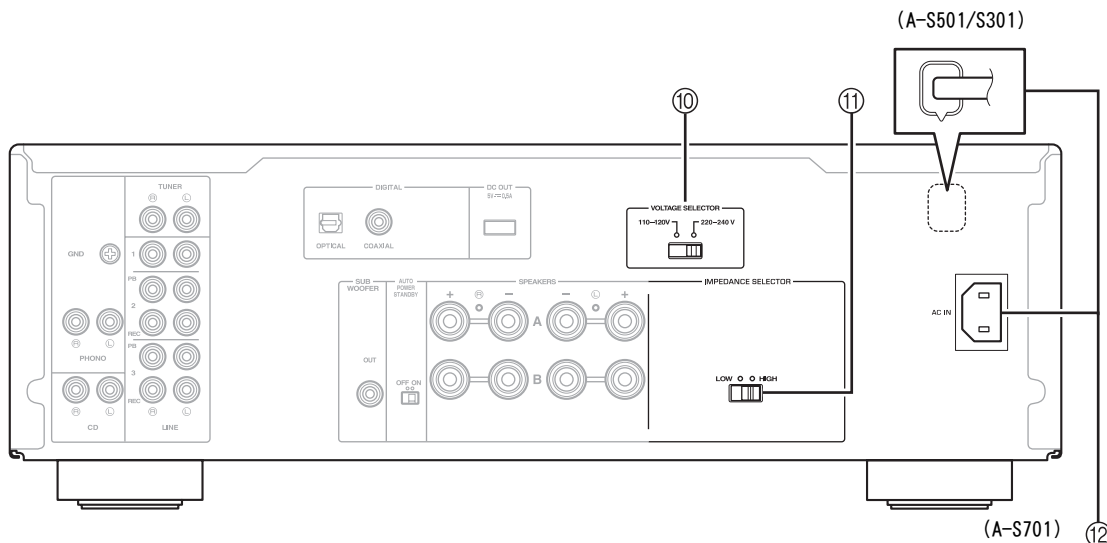 (A-S501/S301)
⑩
⑪
TUNER
Ⓡ Ⓛ
DIGITAL
DC OUT
5V⎓0.5A
VOLTAGE SELECTOR
110–120V
220–240 V
OPTICAL
COAXIAL
GND
1
PB
2
REC
PB
3
REC
Ⓡ Ⓛ
PHONO
Ⓡ Ⓛ
CD
Ⓡ Ⓛ
LINE
SUB
WOOFER
OUT
AUTO
POWER
STANDBY
OFF ON
SPEAKERS
+ Ⓡ – – Ⓛ +
A
B
IMPEDANCE SELECTOR
LOW HIGH
AC IN
(A-S701)
⑫